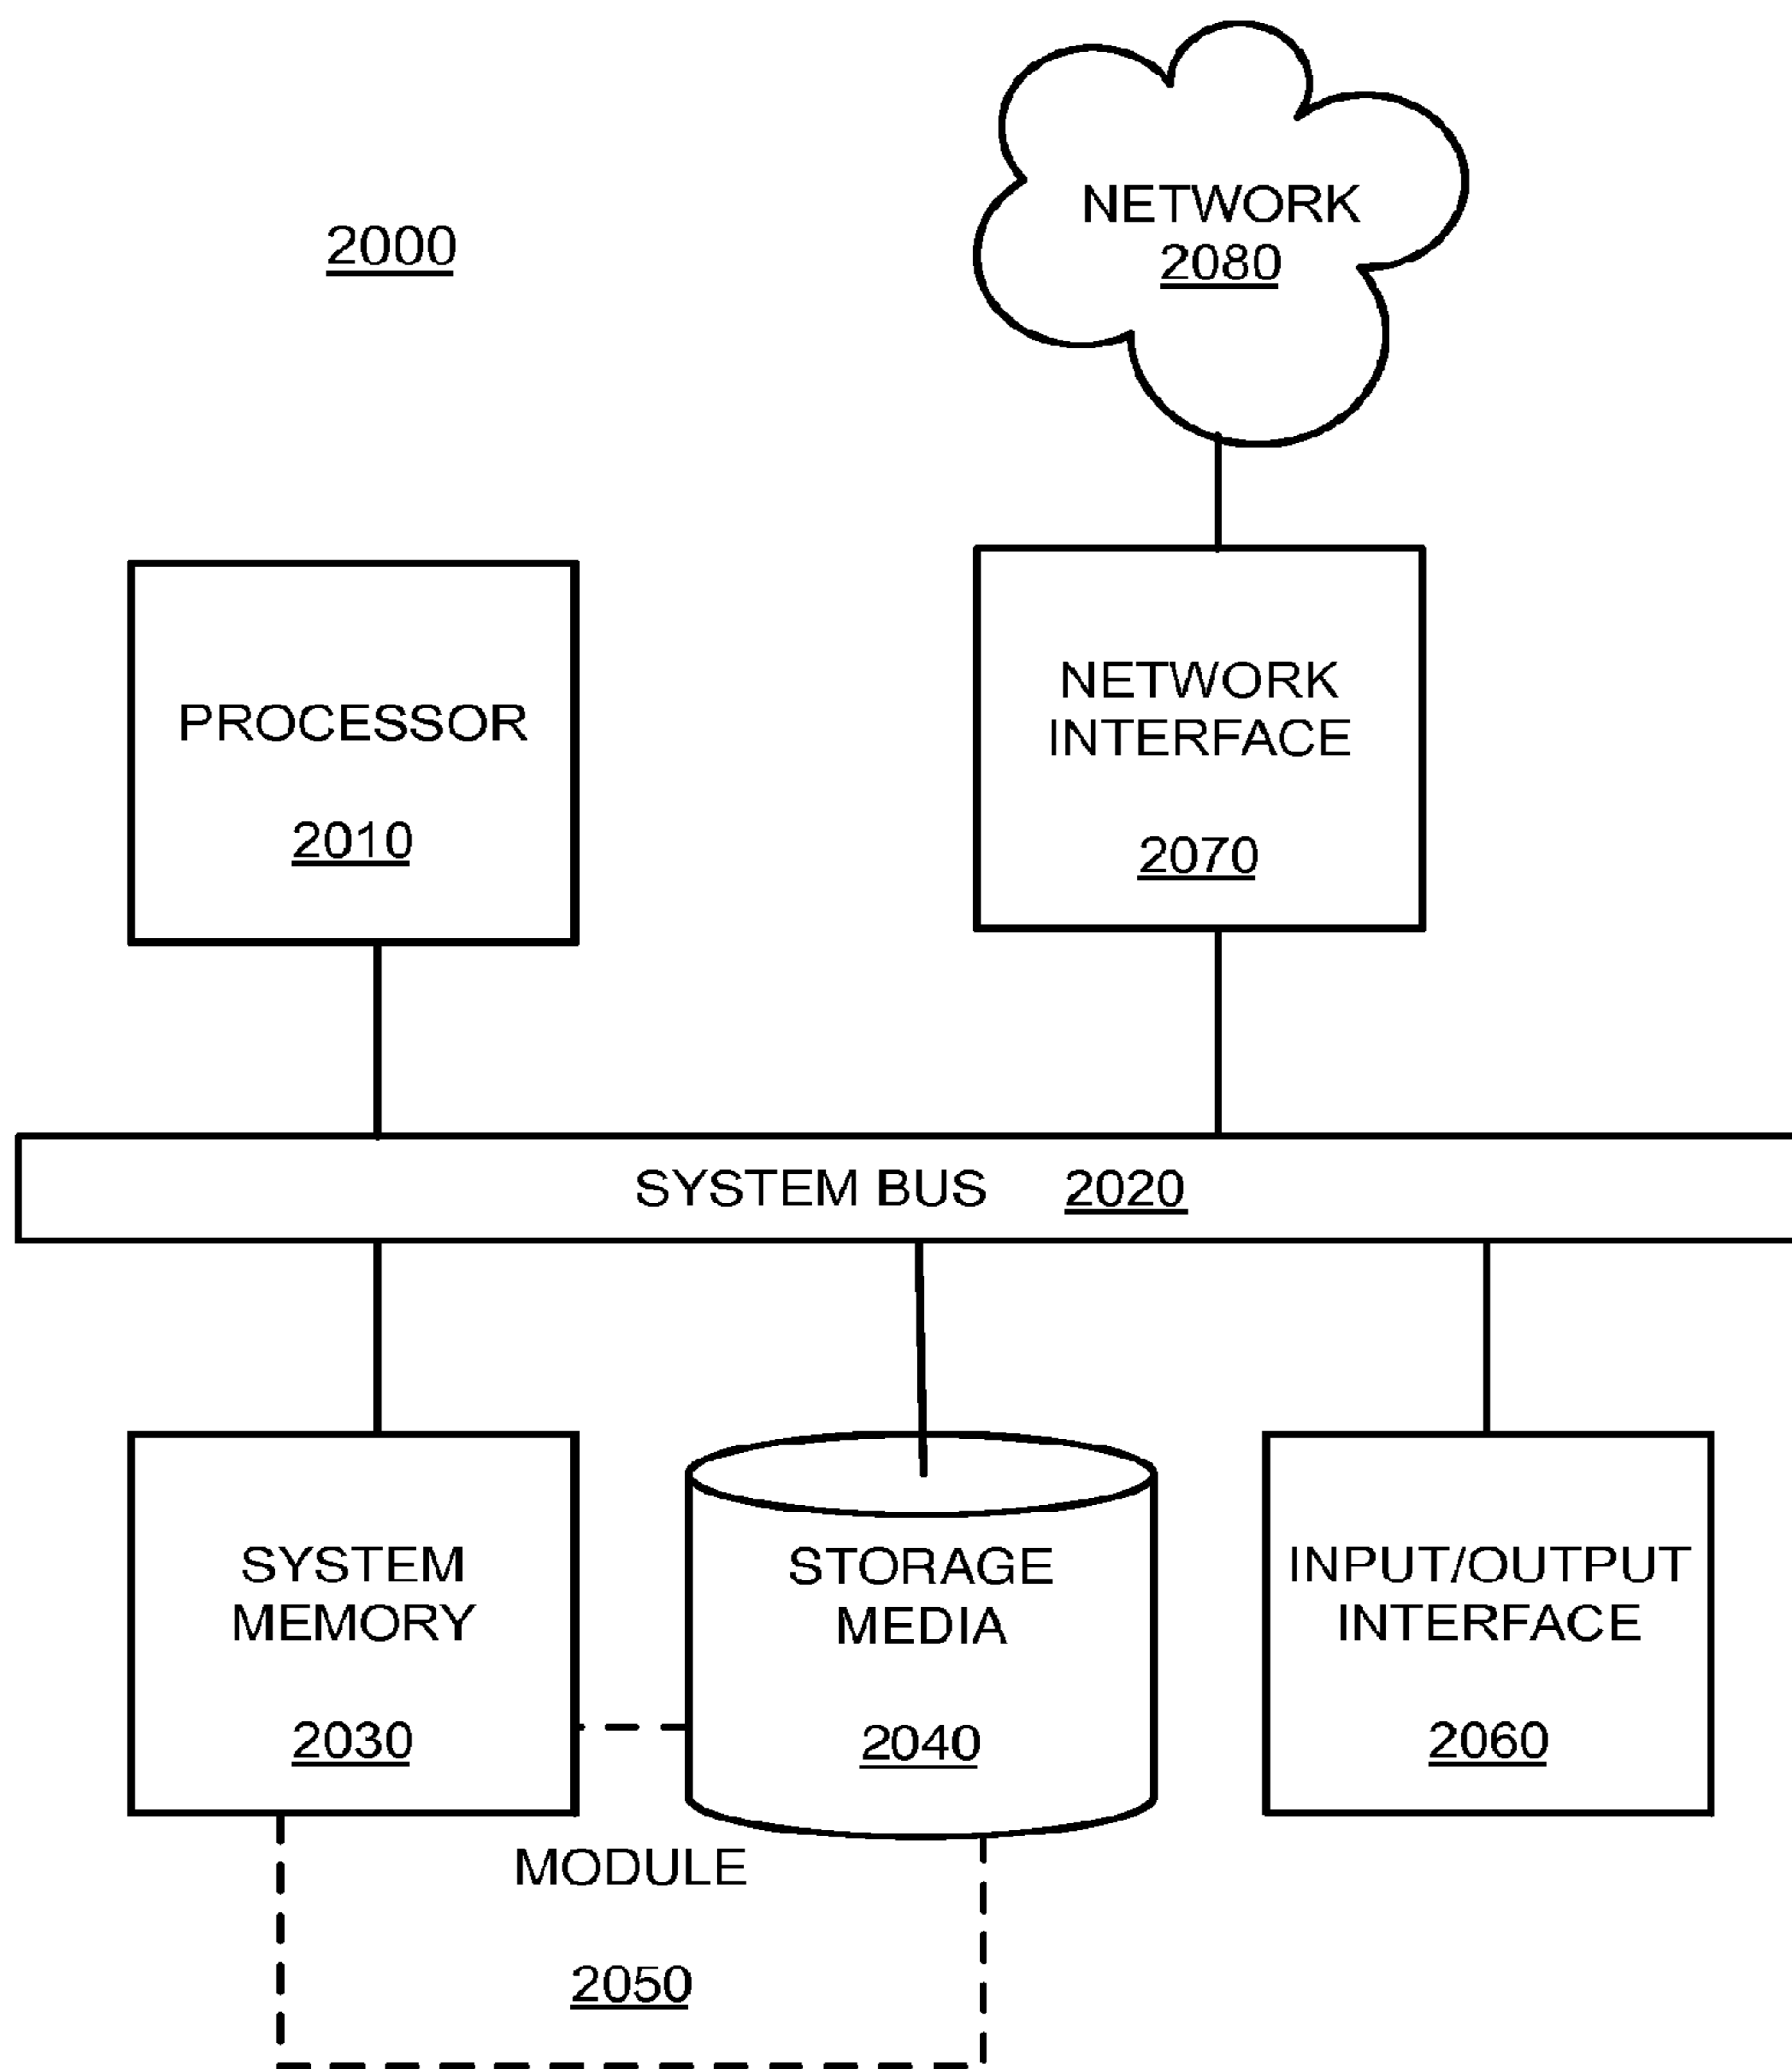 NETWORK
2080
2000
PROCESSOR
2010
NETWORK
INTERFACE
2070
SYSTEM BUS 2020
SYSTEM
MEMORY
2030
STORAGE
MEDIA
2040
INPUT/OUTPUT
INTERFACE
2060
MODULE
2050